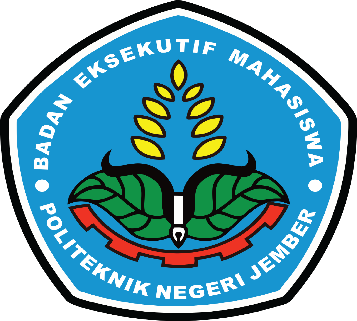 BADAN EKSEKUTIF MAHASISWA
POLITEKNIK NEGERI JEMBER